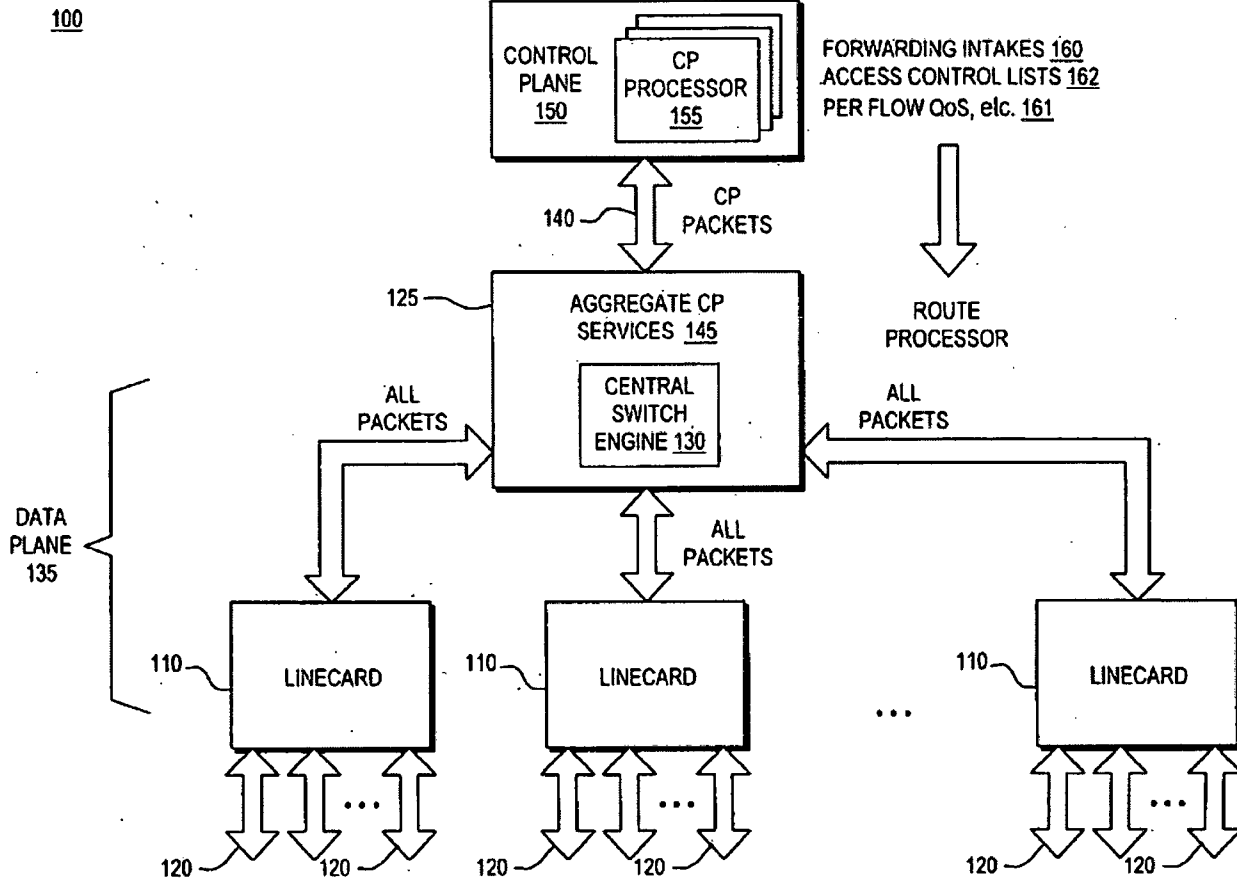 100
CONTROL
PLANE
150
CP
PROCESSOR
155
FORWARDING INTAKES 160
ACCESS CONTROL LISTS 162
PER FLOW QoS, etc. 161
140
CP
PACKETS
125
AGGREGATE CP
SERVICES 145
CENTRAL
SWITCH
ENGINE 130
ROUTE
PROCESSOR
ALL
PACKETS
ALL
PACKETS
ALL
PACKETS
DATA
PLANE
135
110
LINECARD
110
LINECARD
...
110
LINECARD
...
...
...
120
120
120
120
120
120